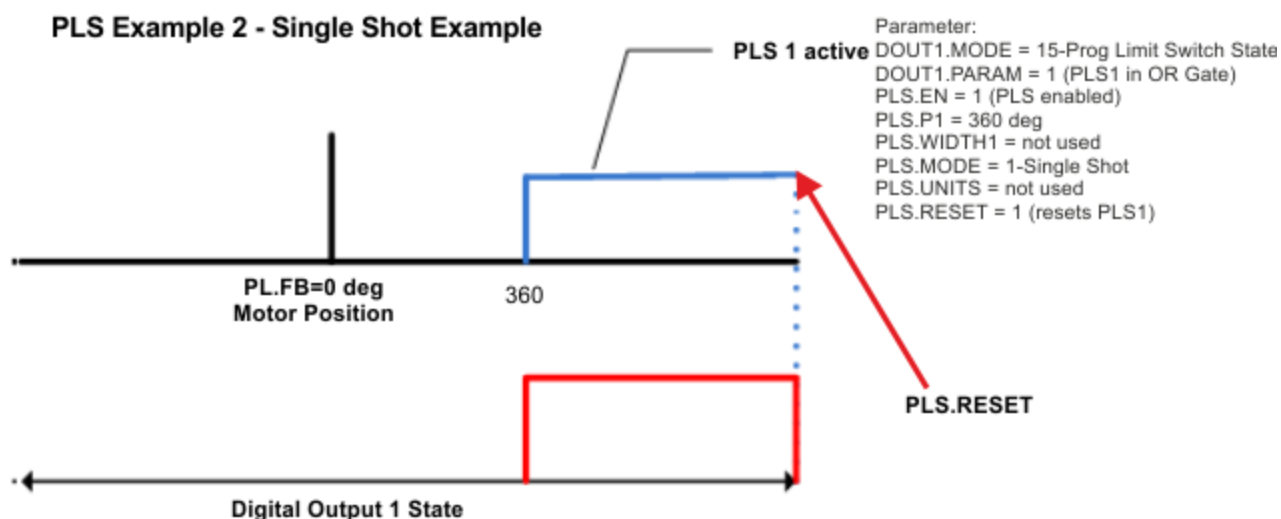 PLS Example 2 - Single Shot Example
PLS 1 active
Parameter:
DOUT1.MODE = 15-Prog Limit Switch State
DOUT1.PARAM = 1 (PLS1 in OR Gate)
PLS.EN = 1 (PLS enabled)
PLS.P1 = 360 deg
PLS.WIDTH1 = not used
PLS.MODE = 1-Single Shot
PLS.UNITS = not used
PLS.RESET = 1 (resets PLS1)
PL.FB=0 deg
Motor Position
360
PLS.RESET
Digital Output 1 State